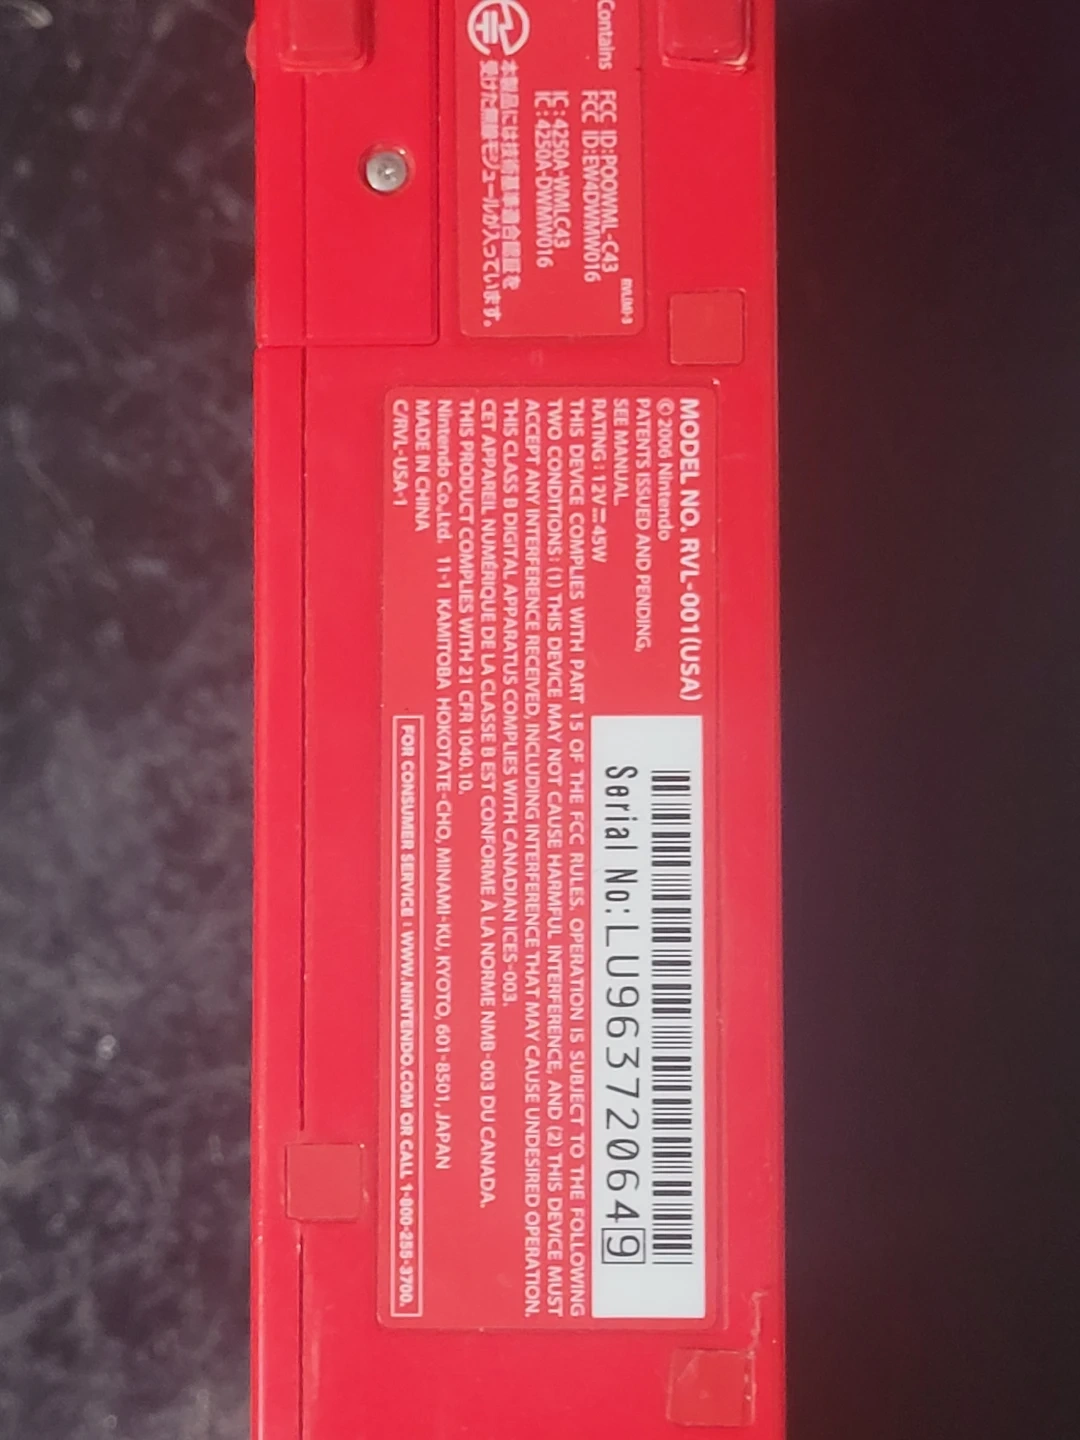 Contains FCC ID:POOWML-C43
FCC ID:EW4DWMW016
IC:4250A-WMLC43
IC:4250A-DWMW016
本製品には技術基準適合認証を
受けた無線モジュールが入っています。
MODEL NO. RVL-001(USA)
©2006 Nintendo
PATENTS ISSUED AND PENDING,
SEE MANUAL.
RATING:12V⎓45W
Serial No:LU963720649
THIS DEVICE COMPLIES WITH PART 15 OF THE FCC RULES. OPERATION IS SUBJECT TO THE FOLLOWING
TWO CONDITIONS: (1) THIS DEVICE MAY NOT CAUSE HARMFUL INTERFERENCE, AND (2) THIS DEVICE MUST
ACCEPT ANY INTERFERENCE RECEIVED, INCLUDING INTERFERENCE THAT MAY CAUSE UNDESIRED OPERATION.
THIS CLASS B DIGITAL APPARATUS COMPLIES WITH CANADIAN ICES-003.
CET APPAREIL NUMÉRIQUE DE LA CLASSE B EST CONFORME À LA NORME NMB-003 DU CANADA.
THIS PRODUCT COMPLIES WITH 21 CFR 1040.10.
Nintendo Co.,Ltd. 11-1 KAMITOBA HOKOTATE-CHO, MINAMI-KU, KYOTO, 601-8501, JAPAN
MADE IN CHINA
C/RVL-USA-1
FOR CONSUMER SERVICE : WWW.NINTENDO.COM OR CALL 1-800-255-3700.